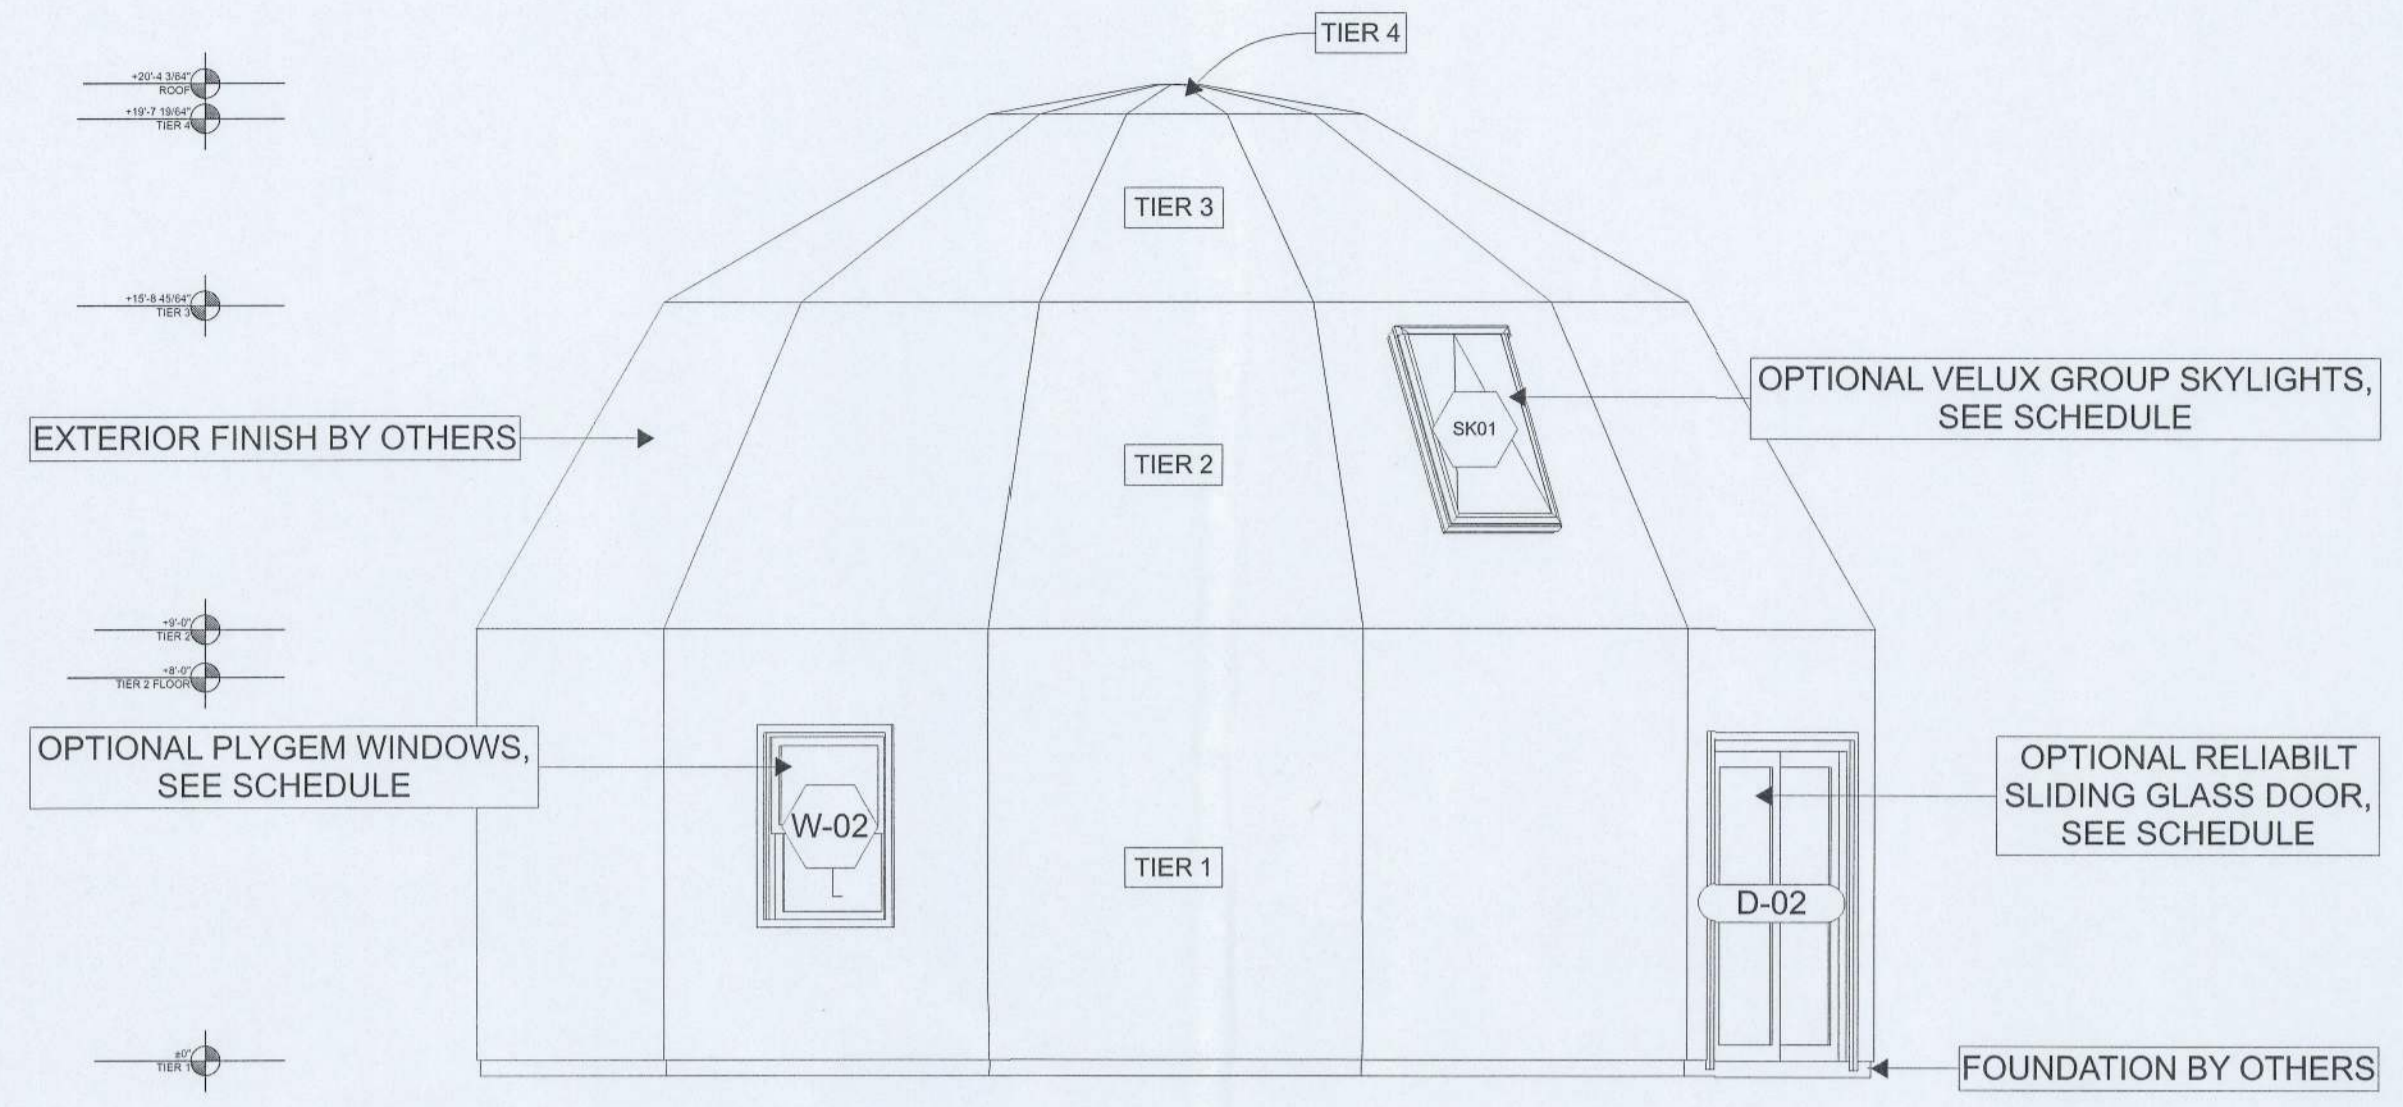 TIER 4
+20'-4 3/64"
ROOF
+19'-7 19/64"
TIER 4
TIER 3
+15'-8 45/64"
TIER 3
OPTIONAL VELUX GROUP SKYLIGHTS,
SEE SCHEDULE
EXTERIOR FINISH BY OTHERS
SK01
TIER 2
+9'-0"
TIER 2
+8'-0"
TIER 2 FLOOR
OPTIONAL PLYGEM WINDOWS,
SEE SCHEDULE
W-02
TIER 1
OPTIONAL RELIABILT
SLIDING GLASS DOOR,
SEE SCHEDULE
D-02
±0"
TIER 1
FOUNDATION BY OTHERS